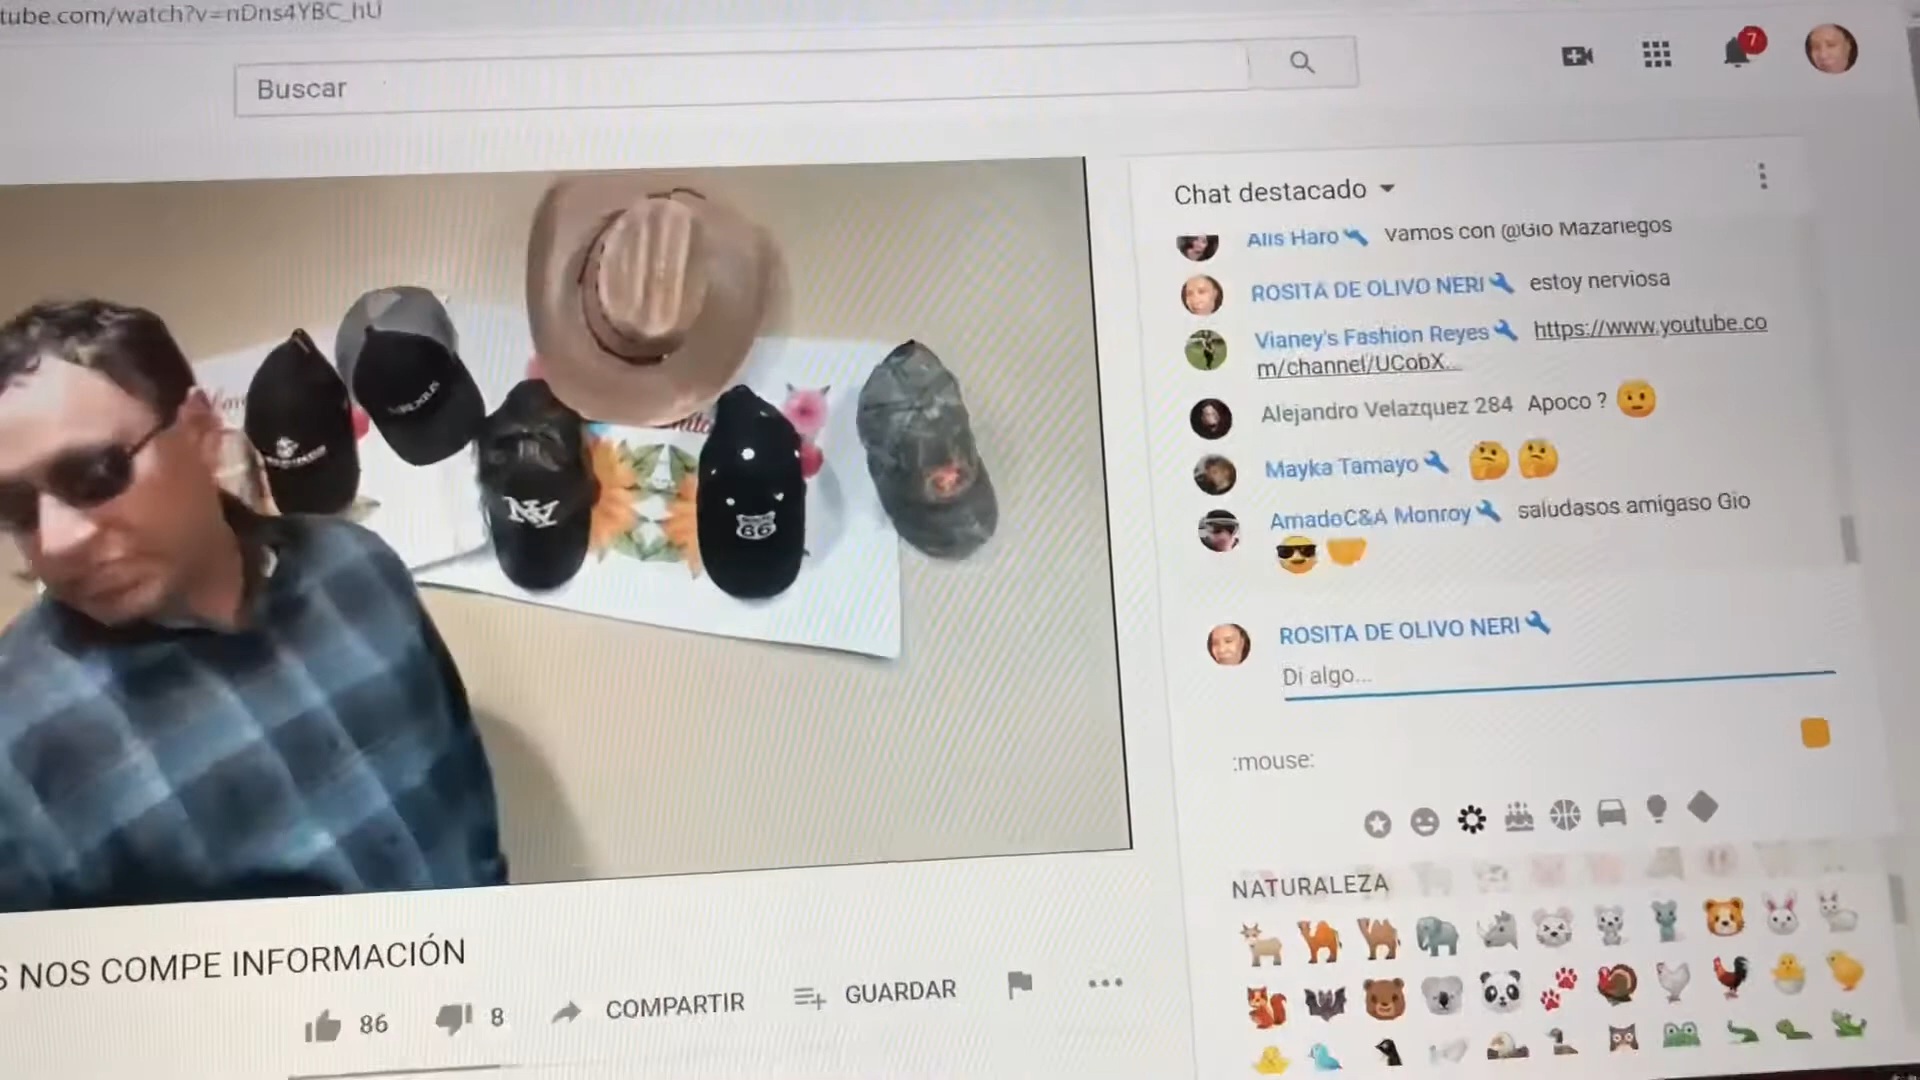 tube.com/watch?v=nDns4YBC_hU
Buscar
7
Chat destacado
Alis Haro Vamos con @Gio Mazariegos
ROSITA DE OLIVO NERI estoy nerviosa
Vianey's Fashion Reyes https://www.youtube.co
m/channel/UCobX...
Alejandro Velazquez 284 Apoco ?
Mayka Tamayo
AmadoC&A Monroy saludasos amigaso Gio
ROSITA DE OLIVO NERI
Di algo...
:mouse:
NATURALEZA
86
S NOS COMPE INFORMACIÓN
86
8
COMPARTIR
GUARDAR